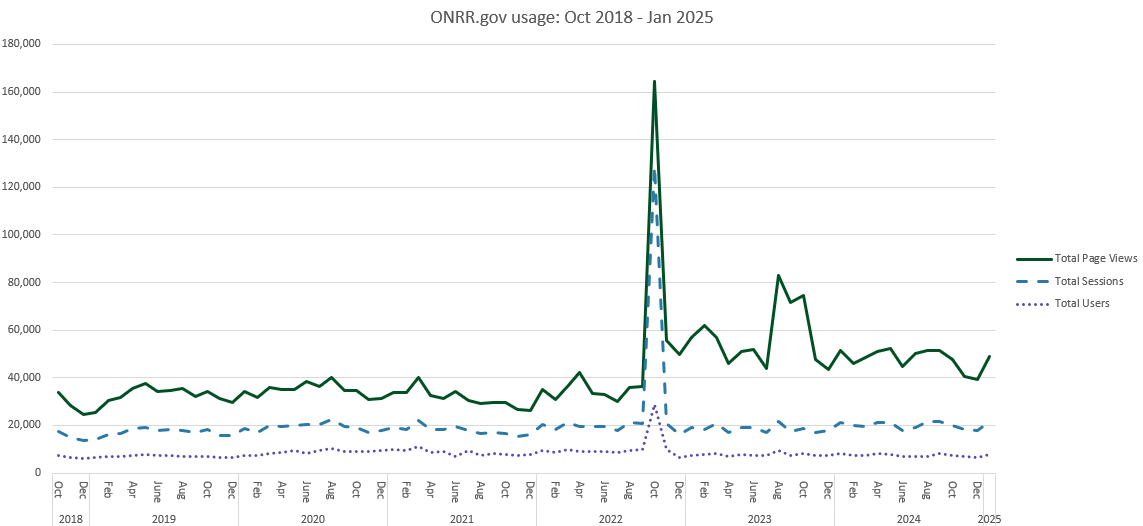 ONRR.gov usage: Oct 2018 - Jan 2025
180,000
160,000
140,000
120,000
100,000
80,000
60,000
40,000
20,000
0
Total Page Views
Total Sessions
Total Users
Oct Dec Feb Apr June Aug Oct Dec Feb Apr June Aug Oct Dec Feb Apr June Aug Oct Dec Feb Apr June Aug Oct Dec Feb Apr June Aug Oct Dec Feb Apr June Aug Oct Dec
2018 2019 2020 2021 2022 2023 2024 2025